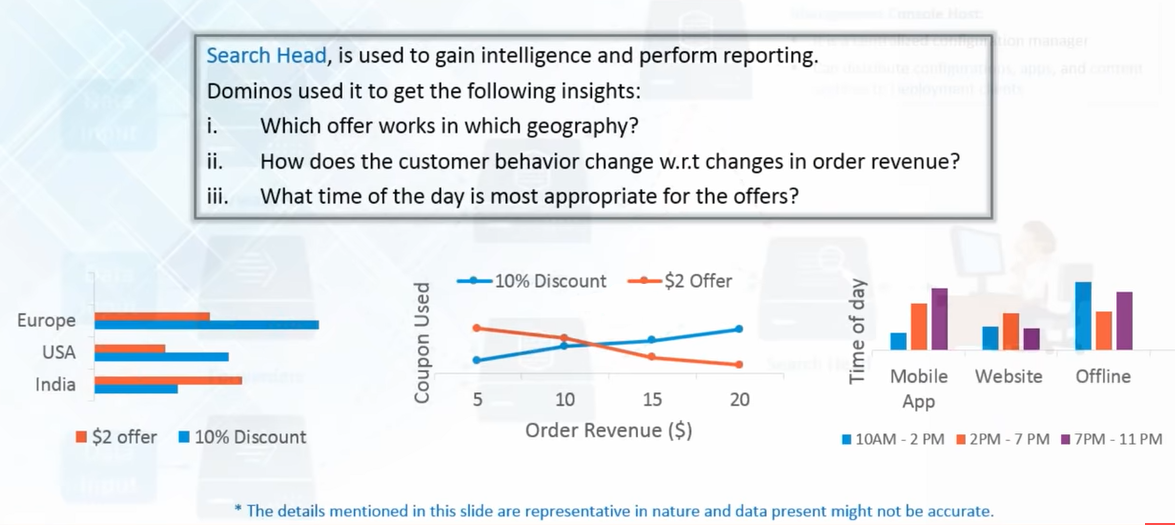 Search Head, is used to gain intelligence and perform reporting.
Dominos used it to get the following insights:
i. Which offer works in which geography?
ii. How does the customer behavior change w.r.t changes in order revenue?
iii. What time of the day is most appropriate for the offers?
Europe
USA
India
$2 offer 10% Discount
10% Discount $2 Offer
Coupon Used
5 10 15 20
Order Revenue ($)
Time of day
Mobile App Website Offline
10AM - 2 PM 2PM - 7 PM 7PM - 11 PM
* The details mentioned in this slide are representative in nature and data present might not be accurate.